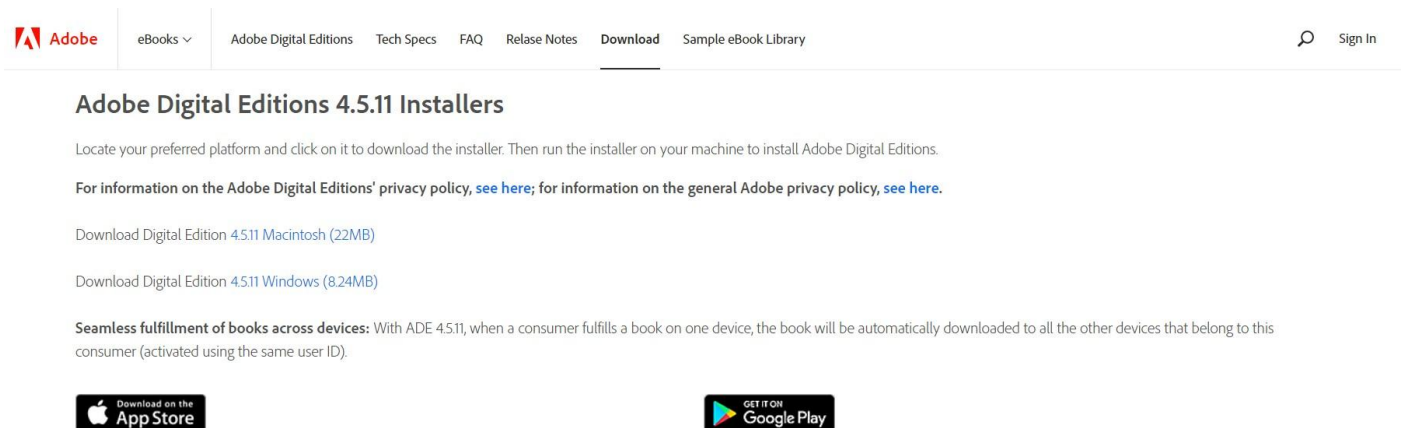 Adobe
eBooks
Adobe Digital Editions
Tech Specs
FAQ
Relase Notes
Download
Sample eBook Library
Sign In
Adobe Digital Editions 4.5.11 Installers
Locate your preferred platform and click on it to download the installer. Then run the installer on your machine to install Adobe Digital Editions.
For information on the Adobe Digital Editions' privacy policy, see here; for information on the general Adobe privacy policy, see here.
Download Digital Edition 4.5.11 Macintosh (22MB)
Download Digital Edition 4.5.11 Windows (8.24MB)
Seamless fulfillment of books across devices: With ADE 4.5.11, when a consumer fulfills a book on one device, the book will be automatically downloaded to all the other devices that belong to this
consumer (activated using the same user ID).
Download on the
App Store
GET IT ON
Google Play